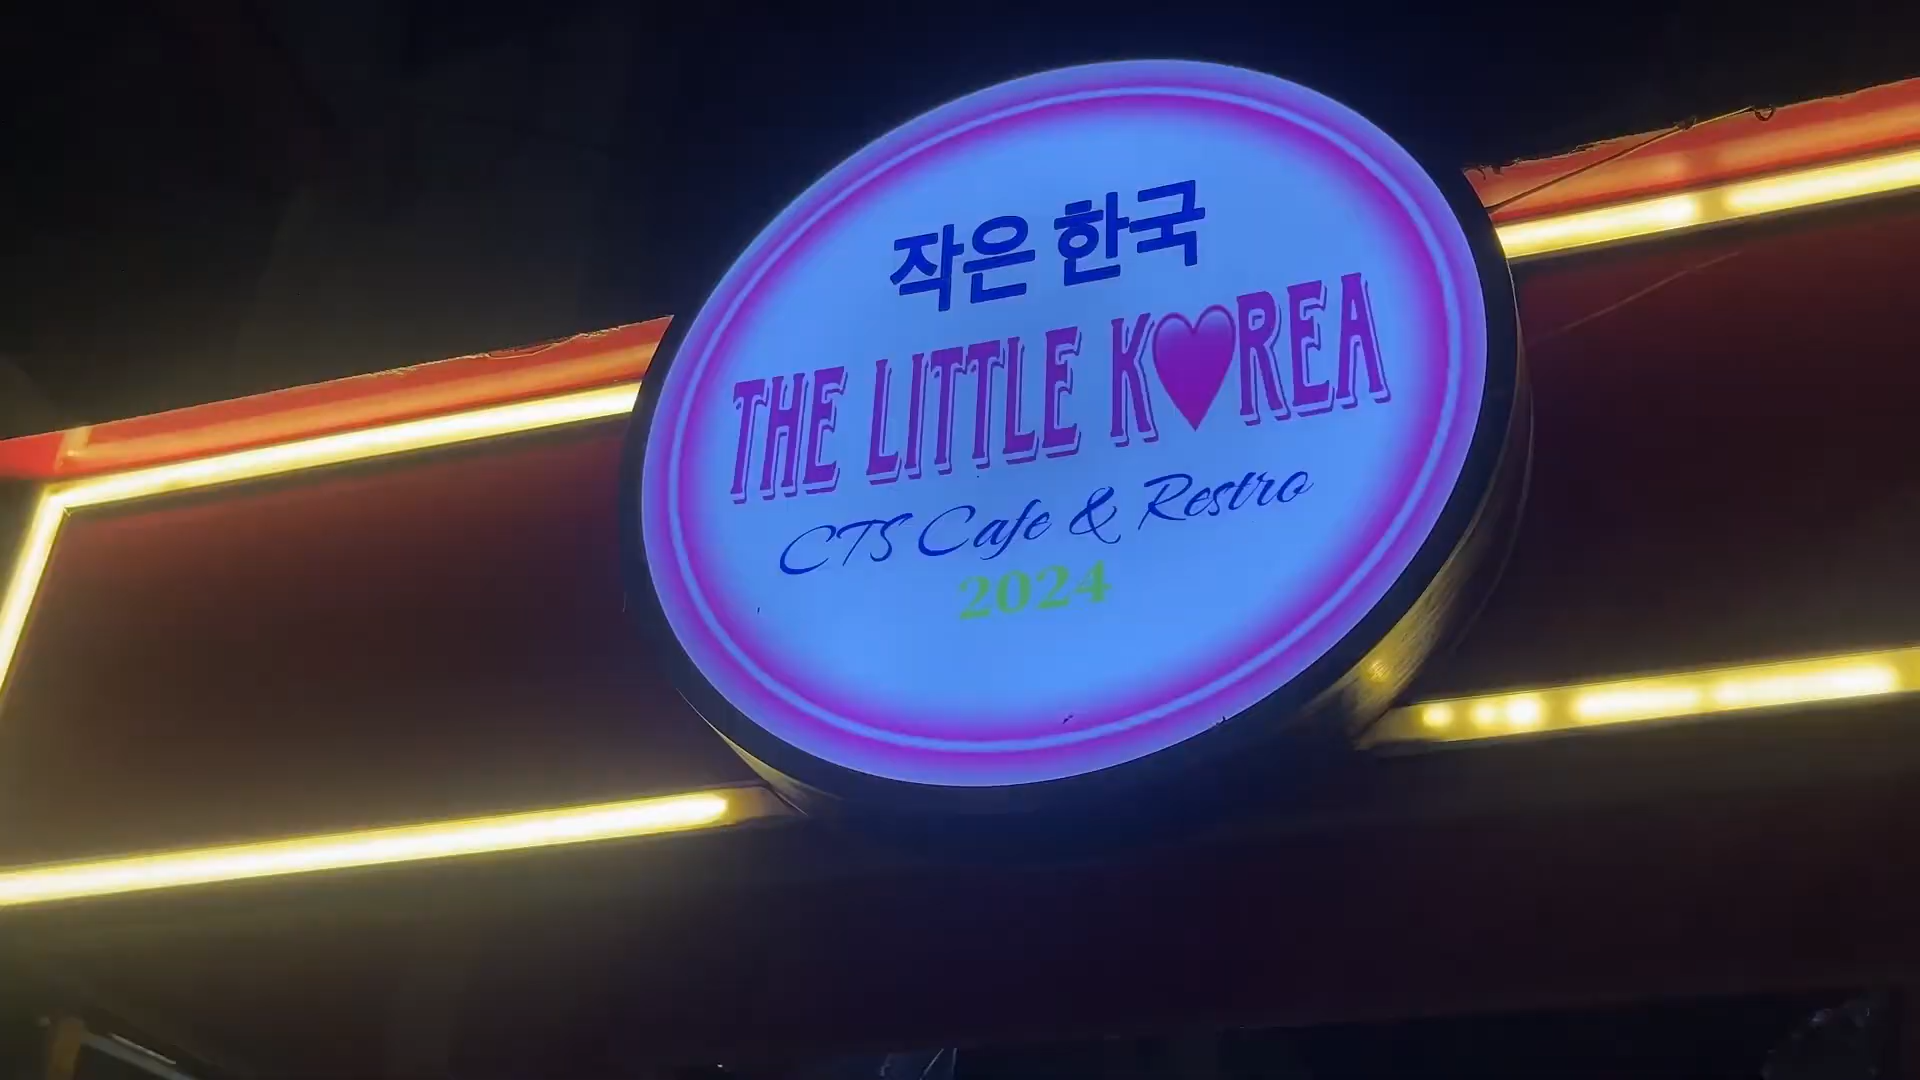 작은 한국
THE LITTLE K♥REA
CTS Cafe & Restro
2024